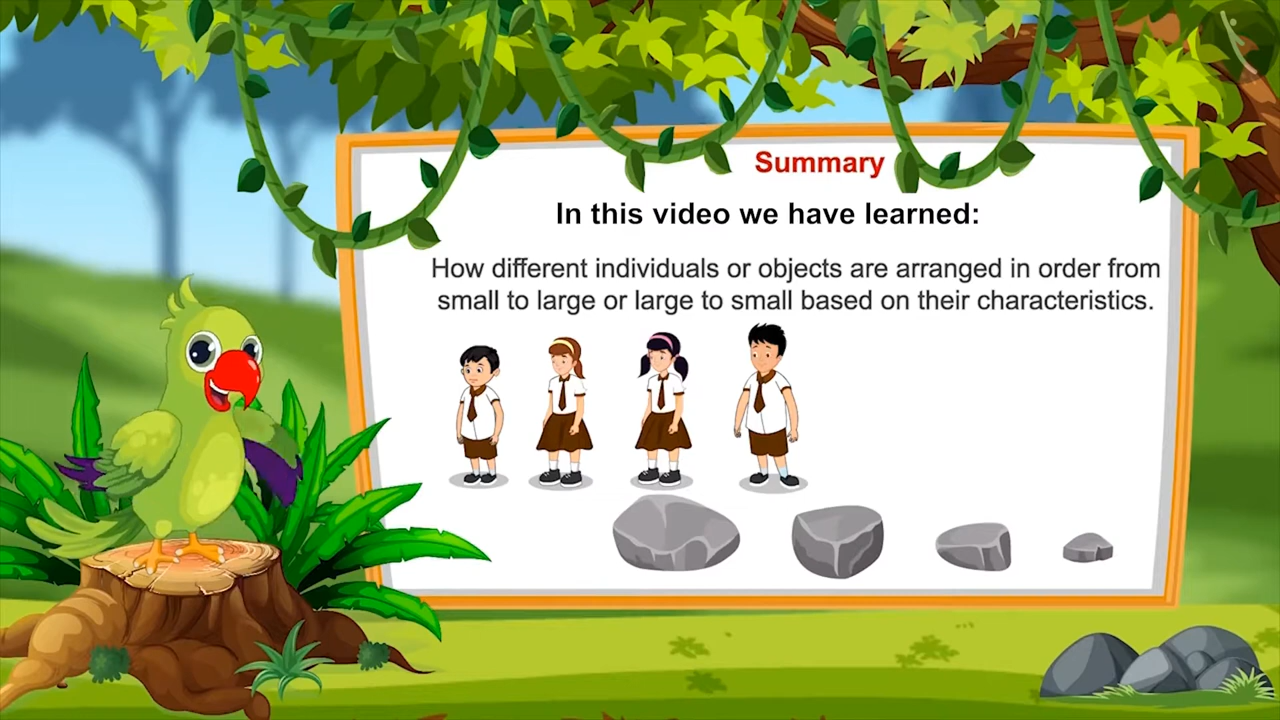 Summary
In this video we have learned:
How different individuals or objects are arranged in order from
small to large or large to small based on their characteristics.